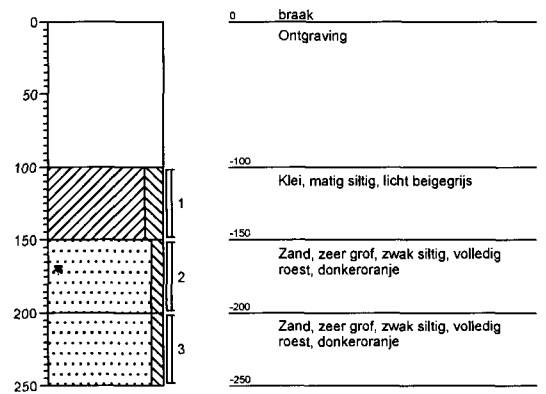 0
50
100
150
200
250
1
2
3
0 braak
Ontgraving
-100
Klei, matig siltig, licht beigegrijs
-150
Zand, zeer grof, zwak siltig, volledig
roest, donkeroranje
-200
Zand, zeer grof, zwak siltig, volledig
roest, donkeroranje
-250